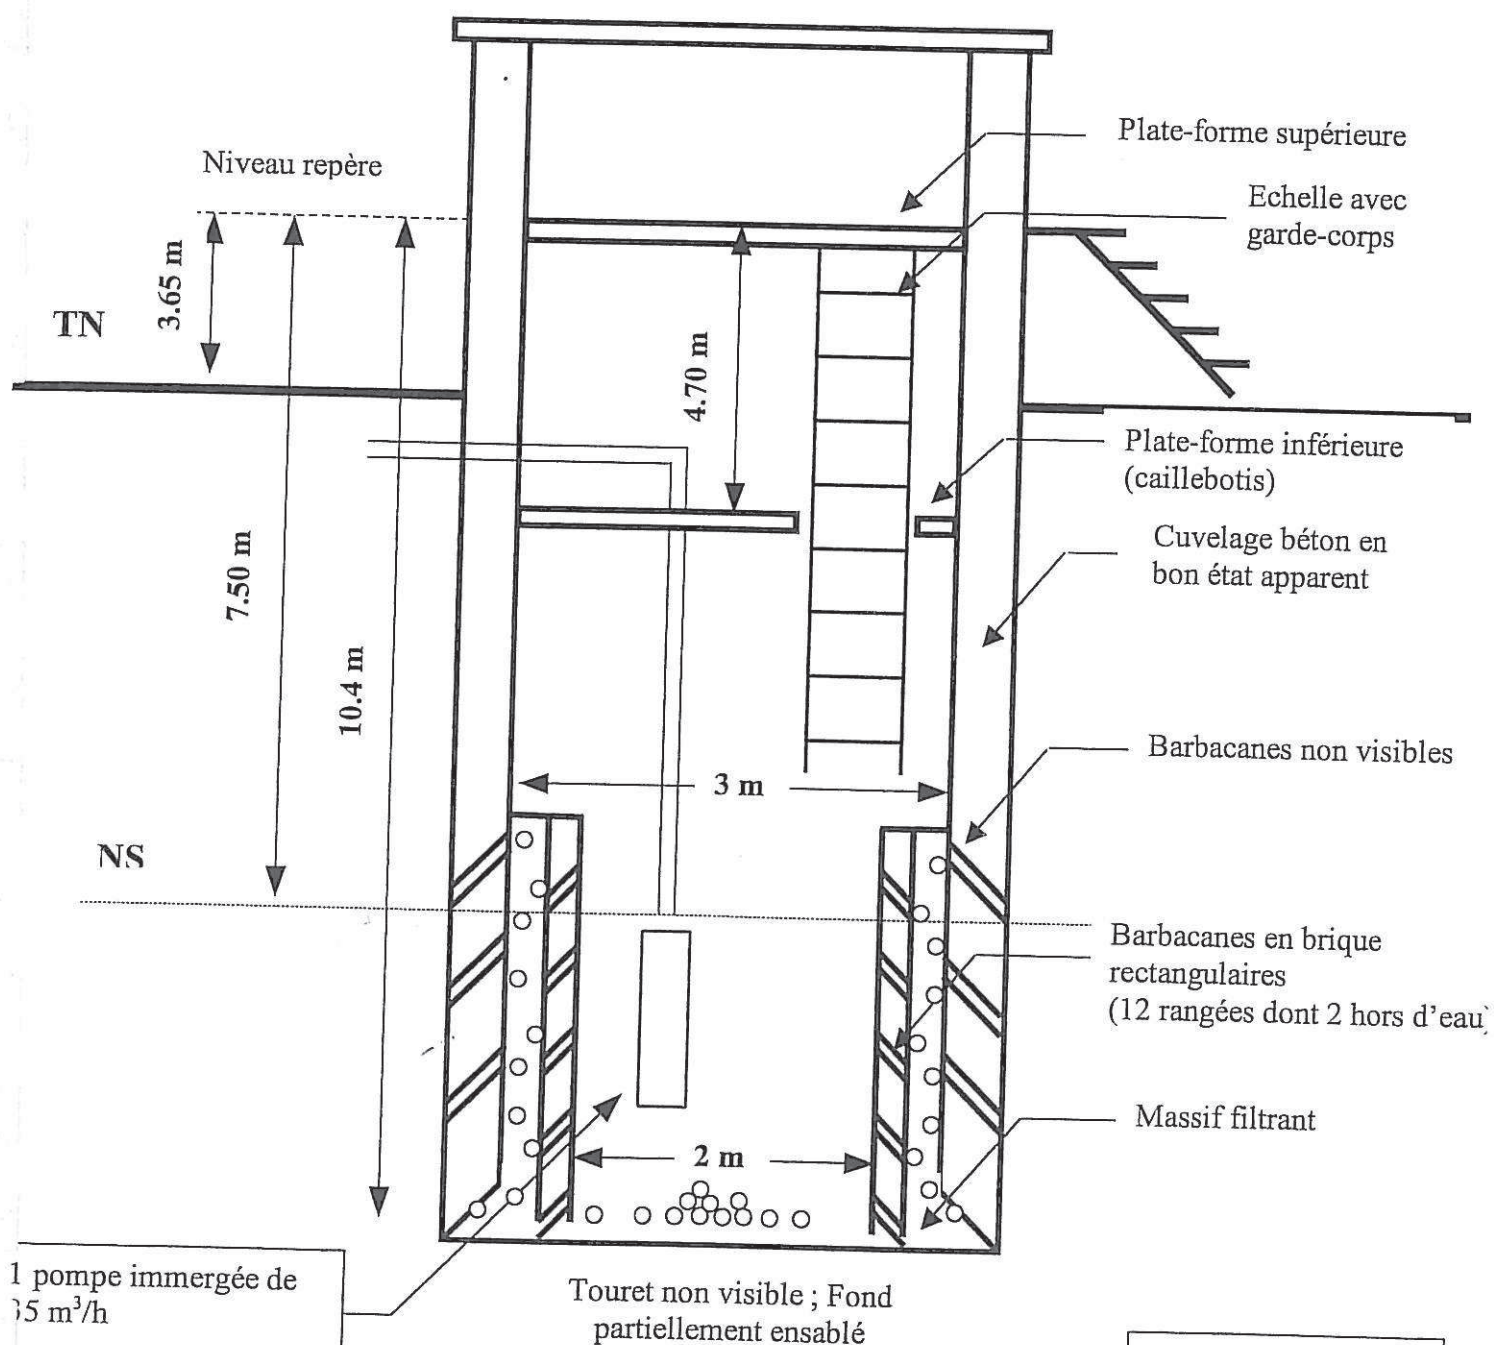 Plate-forme supérieure
Niveau repère
Echelle avec
garde-corps
3.65 m
TN
4.70 m
Plate-forme inférieure
(caillebotis)
7.50 m
Cuvelage béton en
bon état apparent
10.4 m
Barbacanes non visibles
3 m
NS
Barbacanes en brique
rectangulaires
(12 rangées dont 2 hors d'eau)
Massif filtrant
2 m
1 pompe immergée de
35 m³/h
Touret non visible ; Fond
partiellement ensablé